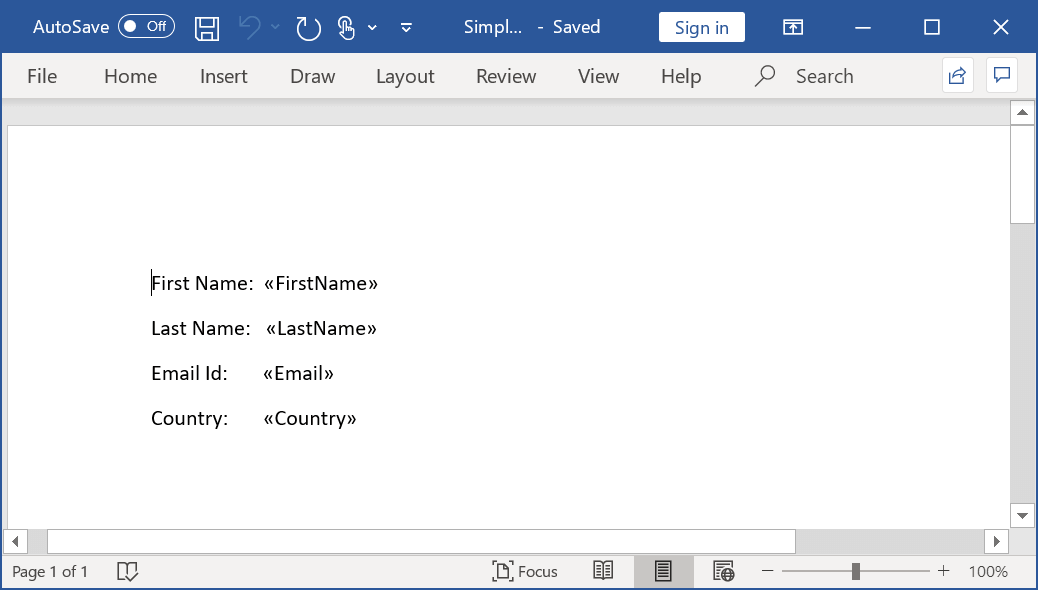 AutoSave Off Simpl... - Saved Sign in
File Home Insert Draw Layout Review View Help Search
First Name: «FirstName»
Last Name: «LastName»
Email Id: «Email»
Country: «Country»
Page 1 of 1 Focus 100%